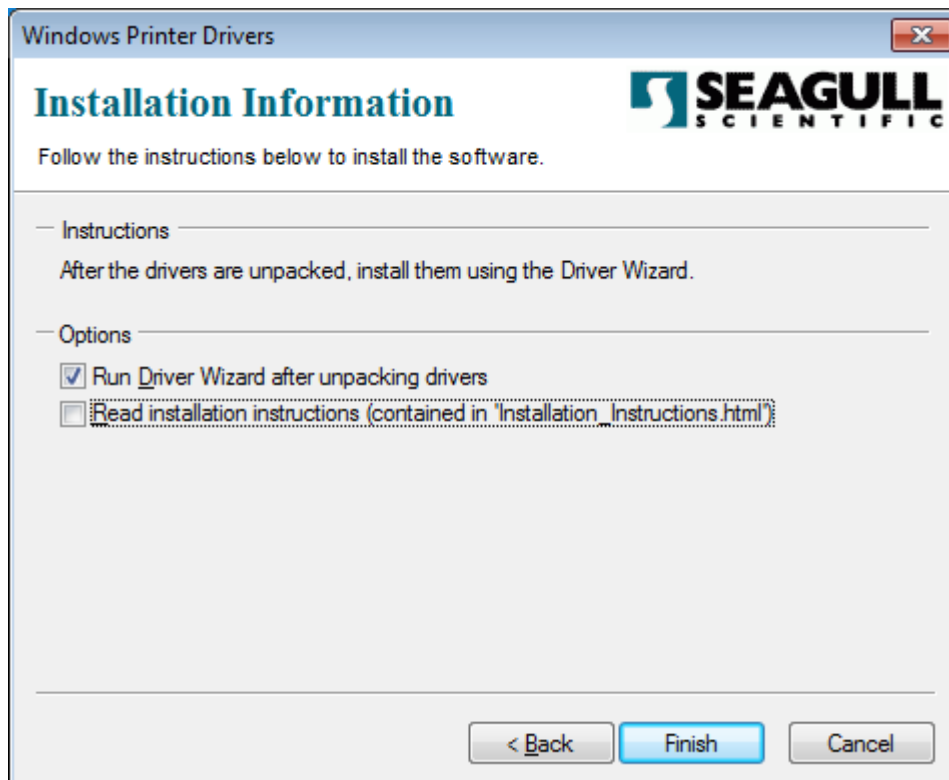 Windows Printer Drivers
Installation Information
SEAGULL
SCIENTIFIC
Follow the instructions below to install the software.
Instructions
After the drivers are unpacked, install them using the Driver Wizard.
Options
Run Driver Wizard after unpacking drivers
Read installation instructions (contained in "Installation_Instructions.html")
< Back Finish Cancel